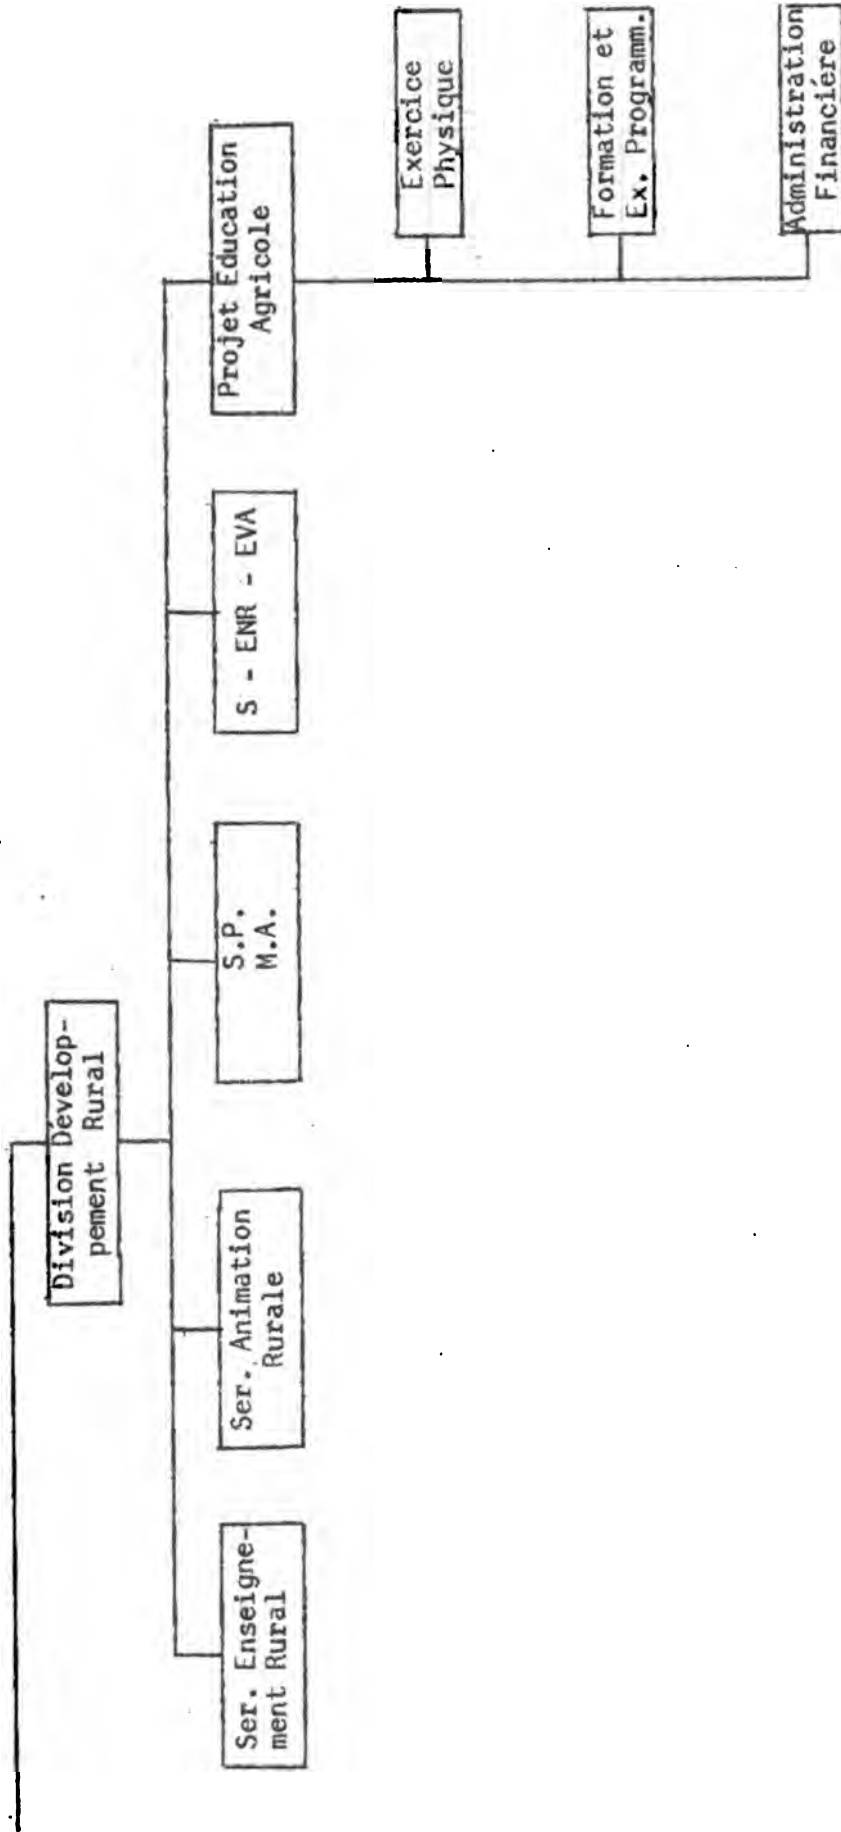 Division Dévelop-
pement Rural
Ser. Enseigne-
ment Rural
Ser. Animation
Rurale
S.P.
M.A.
S - ENR - EVA
Projet Education
Agricole
Exercice
Physique
Formation et
Ex. Programm.
Administration
Financiére